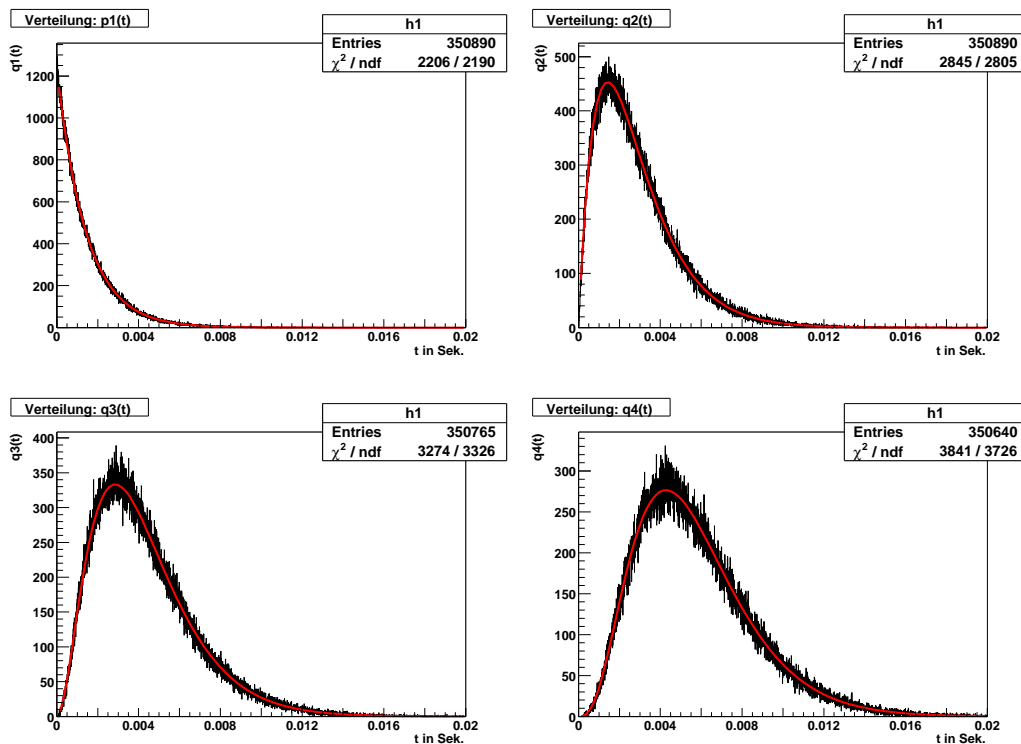 Verteilung: p1(t)
h1
Entries 350890
χ² / ndf 2206 / 2190
q1(t)
1200
1000
800
600
400
200
0
0 0.004 0.008 0.012 0.016 0.02
t in Sek.
Verteilung: q2(t)
h1
Entries 350890
χ² / ndf 2845 / 2805
q2(t)
500
400
300
200
100
0
0 0.004 0.008 0.012 0.016 0.02
t in Sek.
Verteilung: q3(t)
h1
Entries 350765
χ² / ndf 3274 / 3326
q3(t)
400
350
300
250
200
150
100
50
0
0 0.004 0.008 0.012 0.016 0.02
t in Sek.
Verteilung: q4(t)
h1
Entries 350640
χ² / ndf 3841 / 3726
q4(t)
300
250
200
150
100
50
0
0 0.004 0.008 0.012 0.016 0.02
t in Sek.